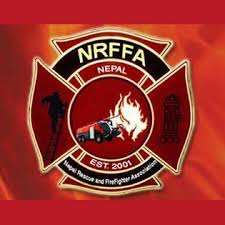 NRFFA
NEPAL
EST. 2001
Nepal Rescue and FireFighter Association